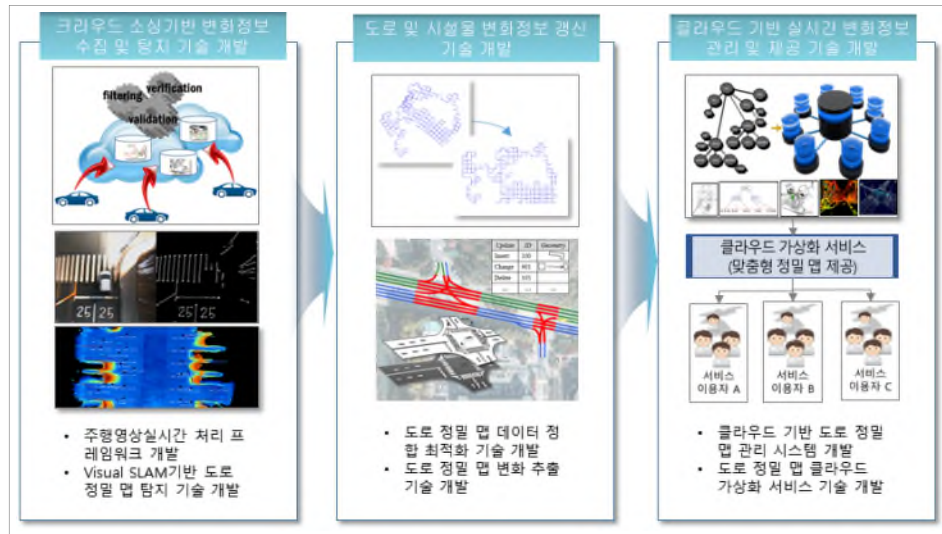 크라우드 소싱기반 변화정보
수집 및 탐지 기술 개발
filtering
verification
validation
25 25
25 25
• 주행영상실시간 처리 프
레임워크 개발
• Visual SLAM기반 도로
정밀 맵 탐지 기술 개발
도로 및 시설물 변화정보 갱신
기술 개발
Update ID Geometry
Insert
Change
Delete
• 도로 정밀 맵 데이터 정
합 최적화 기술 개발
• 도로 정밀 맵 변화 추출
기술 개발
클라우드 기반 실시간 변화정보
관리 및 제공 기술 개발
클라우드 가상화 서비스
(맞춤형 정밀 맵 제공)
서비스
이용자 A
서비스
이용자 B
서비스
이용자 C
• 클라우드 기반 도로 정밀
맵 관리 시스템 개발
• 도로 정밀 맵 클라우드
가상화 서비스 기술 개발